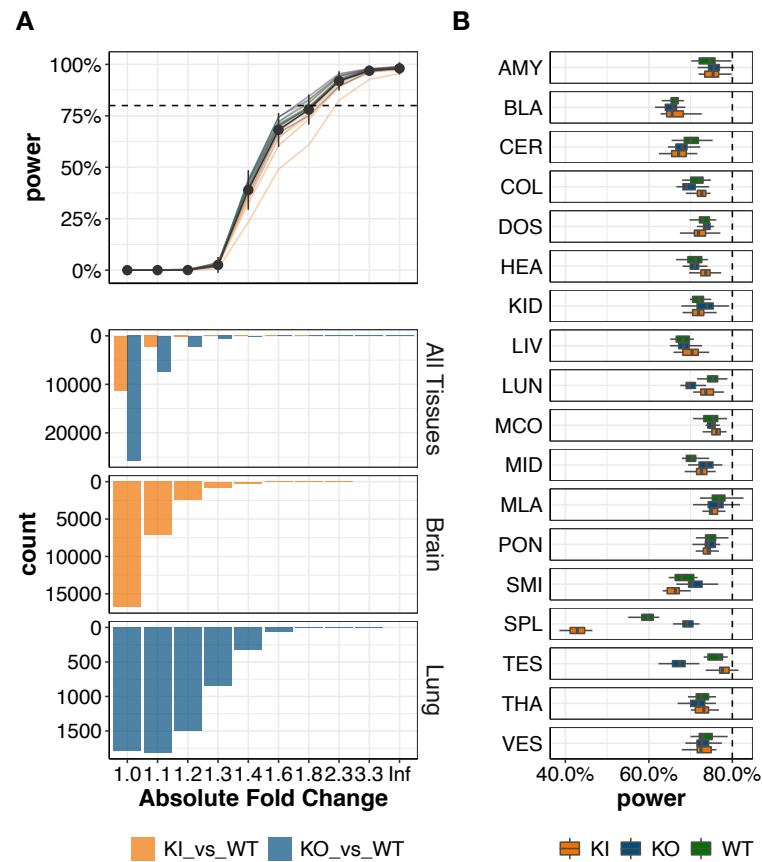 A
100%
75%
50%
25%
0%
power
0
10000
20000
All Tissues
0
5000
10000
15000
Brain
count
0
500
1000
1500
Lung
1.0 1.1 1.2 1.3 1.4 1.6 1.8 2.3 3.3 Inf
Absolute Fold Change
KI_vs_WT KO_vs_WT
B
AMY
BLA
CER
COL
DOS
HEA
KID
LIV
LUN
MCO
MID
MLA
PON
SMI
SPL
TES
THA
VES
40.0% 60.0% 80.0%
power
KI KO WT